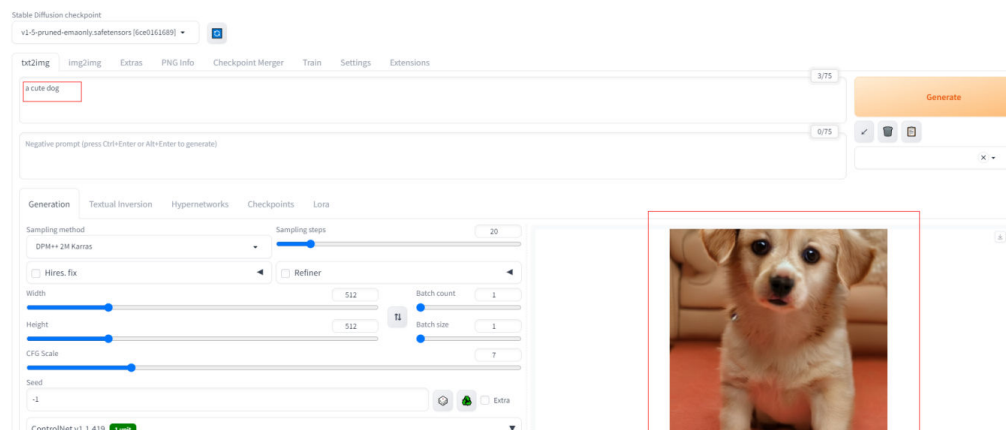 Stable Diffusion checkpoint
v1-5-pruned-emaonly.safetensors [6ce0161689]
txt2img img2img Extras PNG Info Checkpoint Merger Train Settings Extensions
3/75
a cute dog
Generate
0/75
Negative prompt (press Ctrl+Enter or Alt+Enter to generate)
Generation Textual Inversion Hypernetworks Checkpoints Lora
Sampling method Sampling steps 20
DPM++ 2M Karras
Hires. fix Refiner
Width 512 Batch count 1
Height 512 Batch size 1
CFG Scale 7
Seed
-1 Extra
ControlNet v1.1.419 1 unit